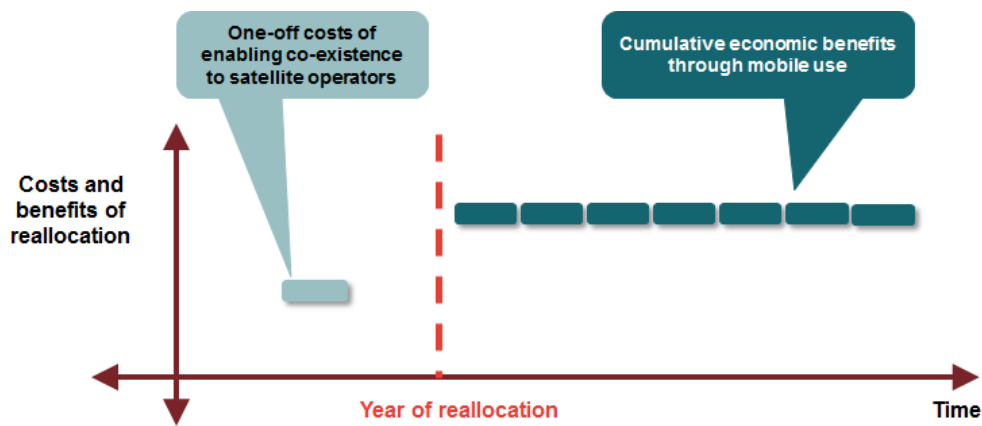 One-off costs of
enabling co-existence
to satellite operators
Cumulative economic benefits
through mobile use
Costs and
benefits of
reallocation
Year of reallocation
Time